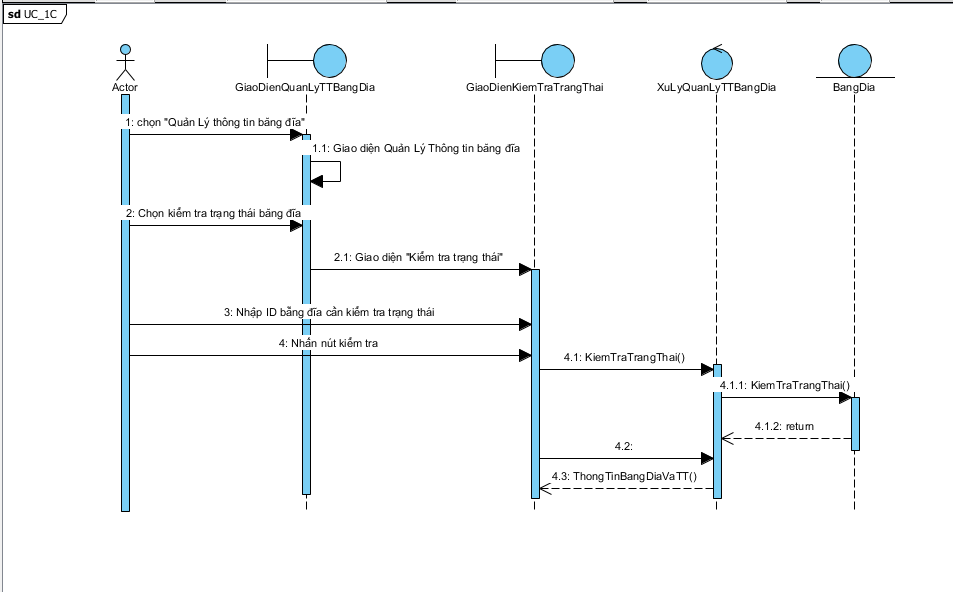 sd UC_1C
Actor
GiaoDienQuanLyTTBangDia
GiaoDienKiemTraTrangThai
XuLyQuanLyTTBangDia
BangDia
1: chọn "Quản Lý thông tin băng đĩa"
1.1: Giao diện Quản Lý Thông tin băng đĩa
2: Chọn kiểm tra trạng thái băng đĩa
2.1: Giao diện "Kiểm tra trạng thái"
3: Nhập ID bằng đĩa cần kiểm tra trạng thái
4: Nhấn nút kiểm tra
4.1: KiemTraTrangThai()
4.1.1: KiemTraTrangThai()
4.1.2: return
4.2:
4.3: ThongTinBangDiaVaTT()